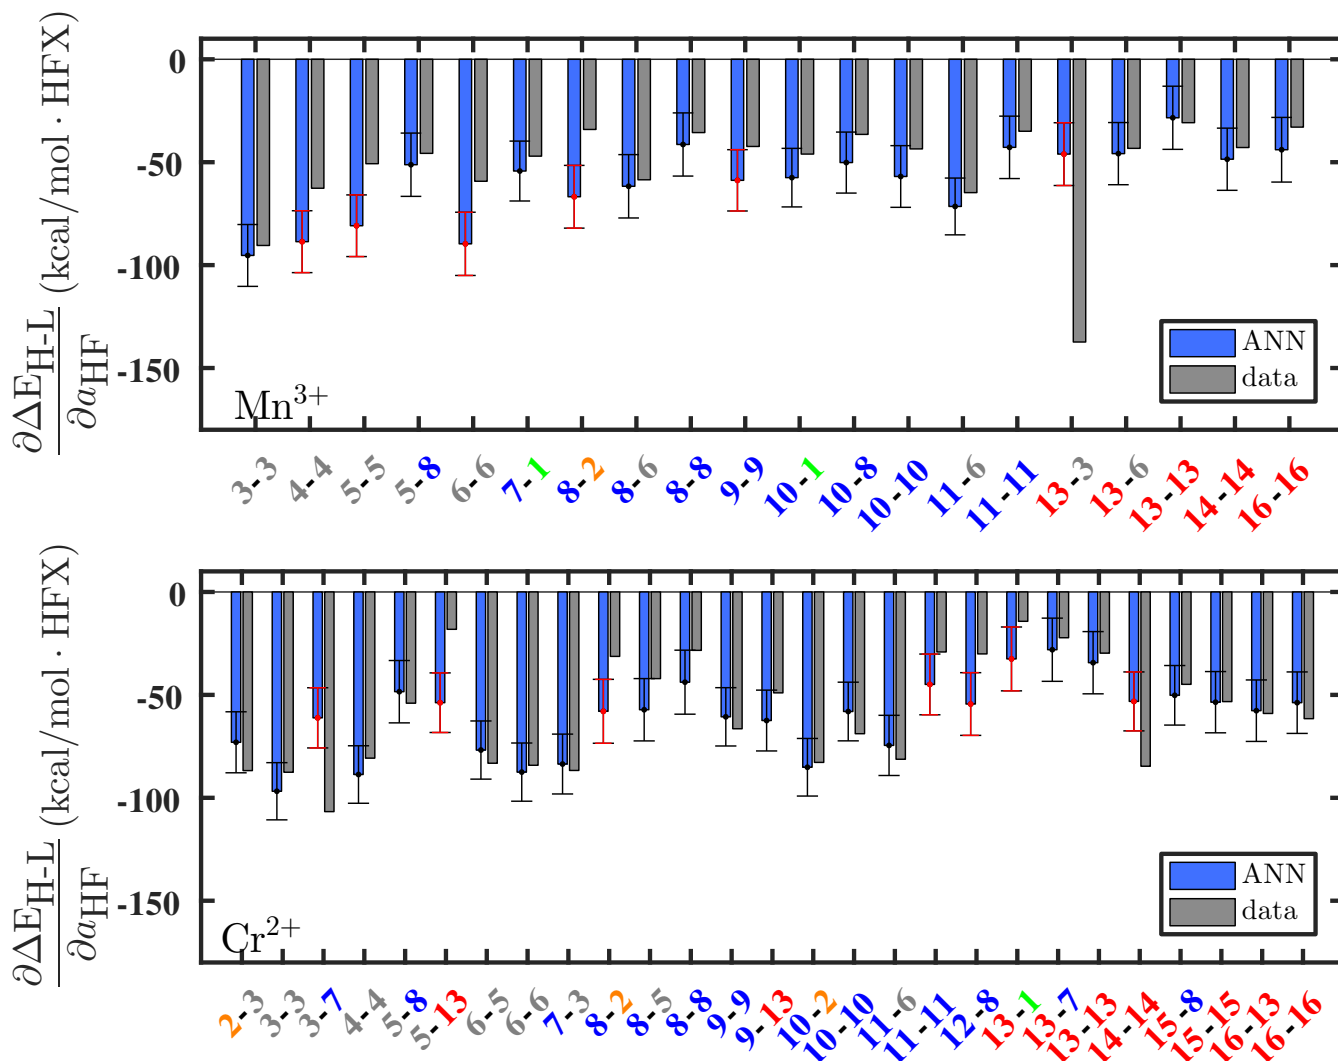 ∂ΔE_H-L / ∂a_HF (kcal/mol · HFX)
0
-50
-100
-150
Mn³⁺
ANN
data
3-3 4-4 5-5 5-8 6-6 7-1 8-2 8-6 8-8 9-9 10-1 10-8 10-10 11-6 11-11 13-3 13-6 13-13 14-14 16-16
∂ΔE_H-L / ∂a_HF (kcal/mol · HFX)
0
-50
-100
-150
Cr²⁺
ANN
data
2-3 3-3 3-7 4-4 5-8 5-13 6-5 6-6 7-3 8-2 8-5 8-8 9-9 9-13 10-2 10-10 11-6 11-11 12-8 13-1 13-7 13-13 14-14 15-8 15-15 16-13 16-16